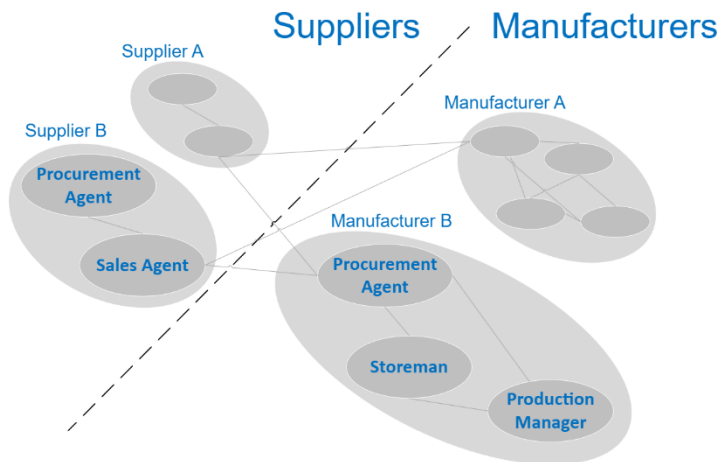 Suppliers
Manufacturers
Supplier A
Supplier B
Procurement
Agent
Sales Agent
Manufacturer A
Manufacturer B
Procurement
Agent
Storeman
Production
Manager